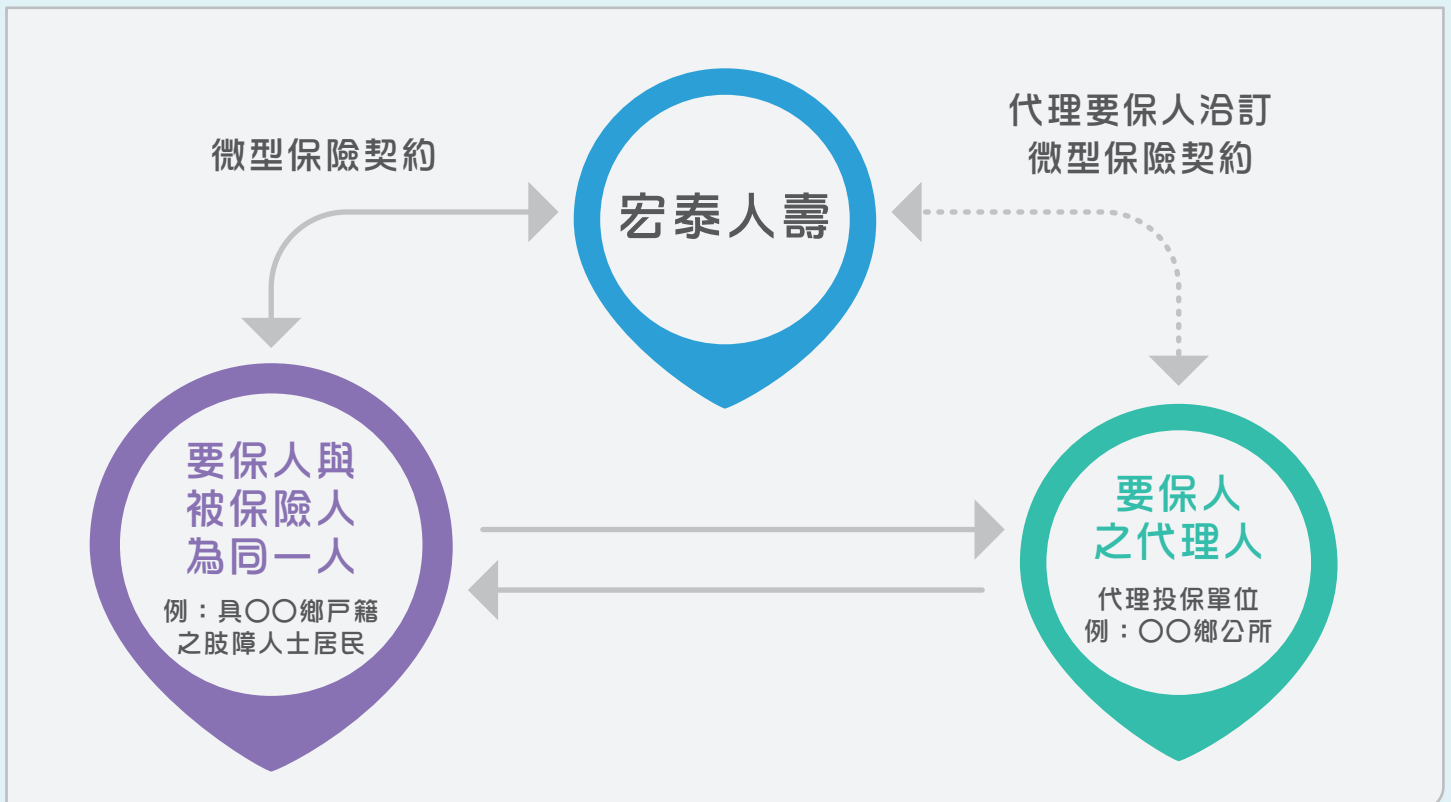 微型保險契約
代理要保人洽訂
微型保險契約
宏泰人壽
要保人與
被保險人
為同一人
例：具〇〇鄉戶籍
之肢障人士居民
要保人
之代理人
代理投保單位
例：〇〇鄉公所